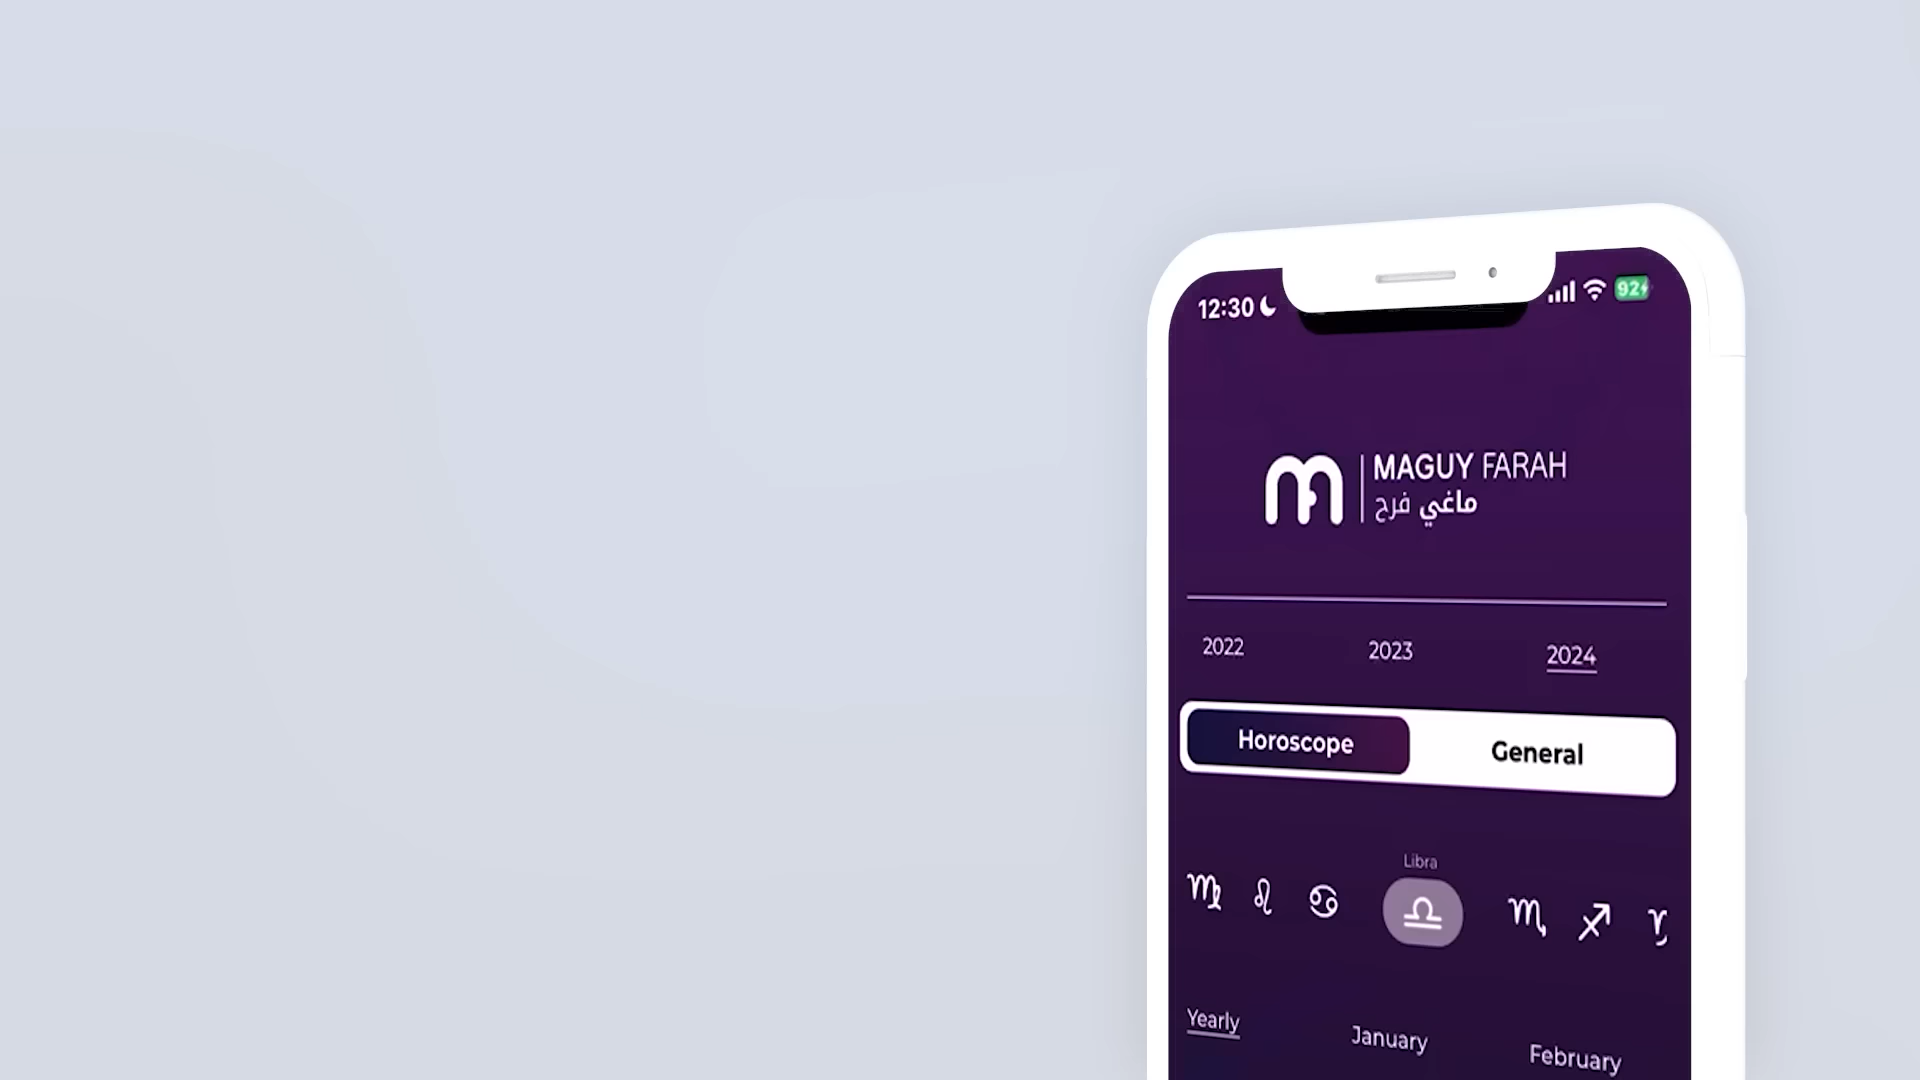 12:30
92
MAGUY FARAH
ماغي فرح
2022 2023 2024
Horoscope General
Libra
♍ ♌ ♋ ♎ ♏ ♐
Yearly January February